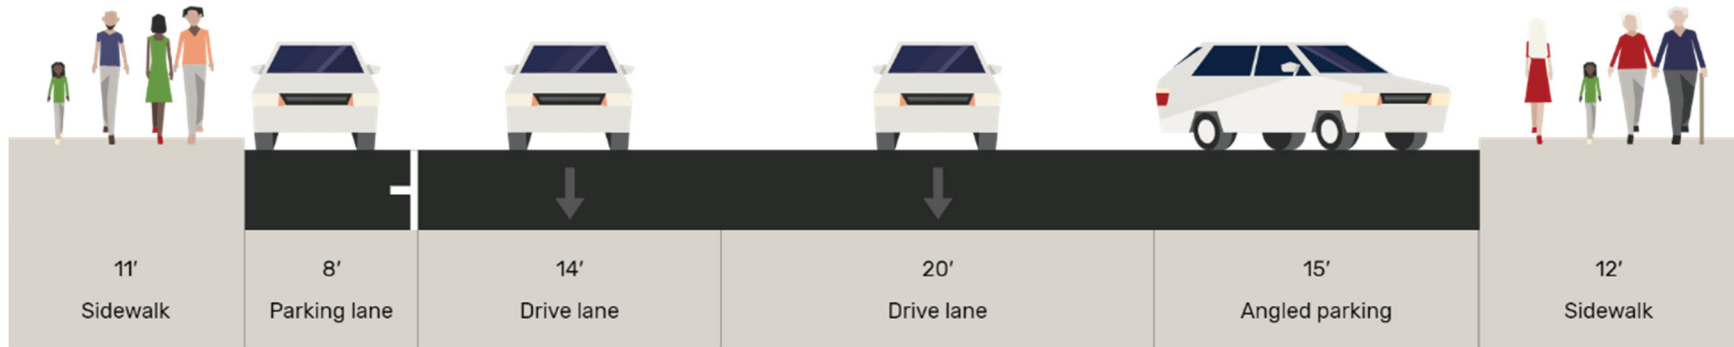 11′ 8′ 14′ 20′ 15′ 12′
Sidewalk Parking lane Drive lane Drive lane Angled parking Sidewalk